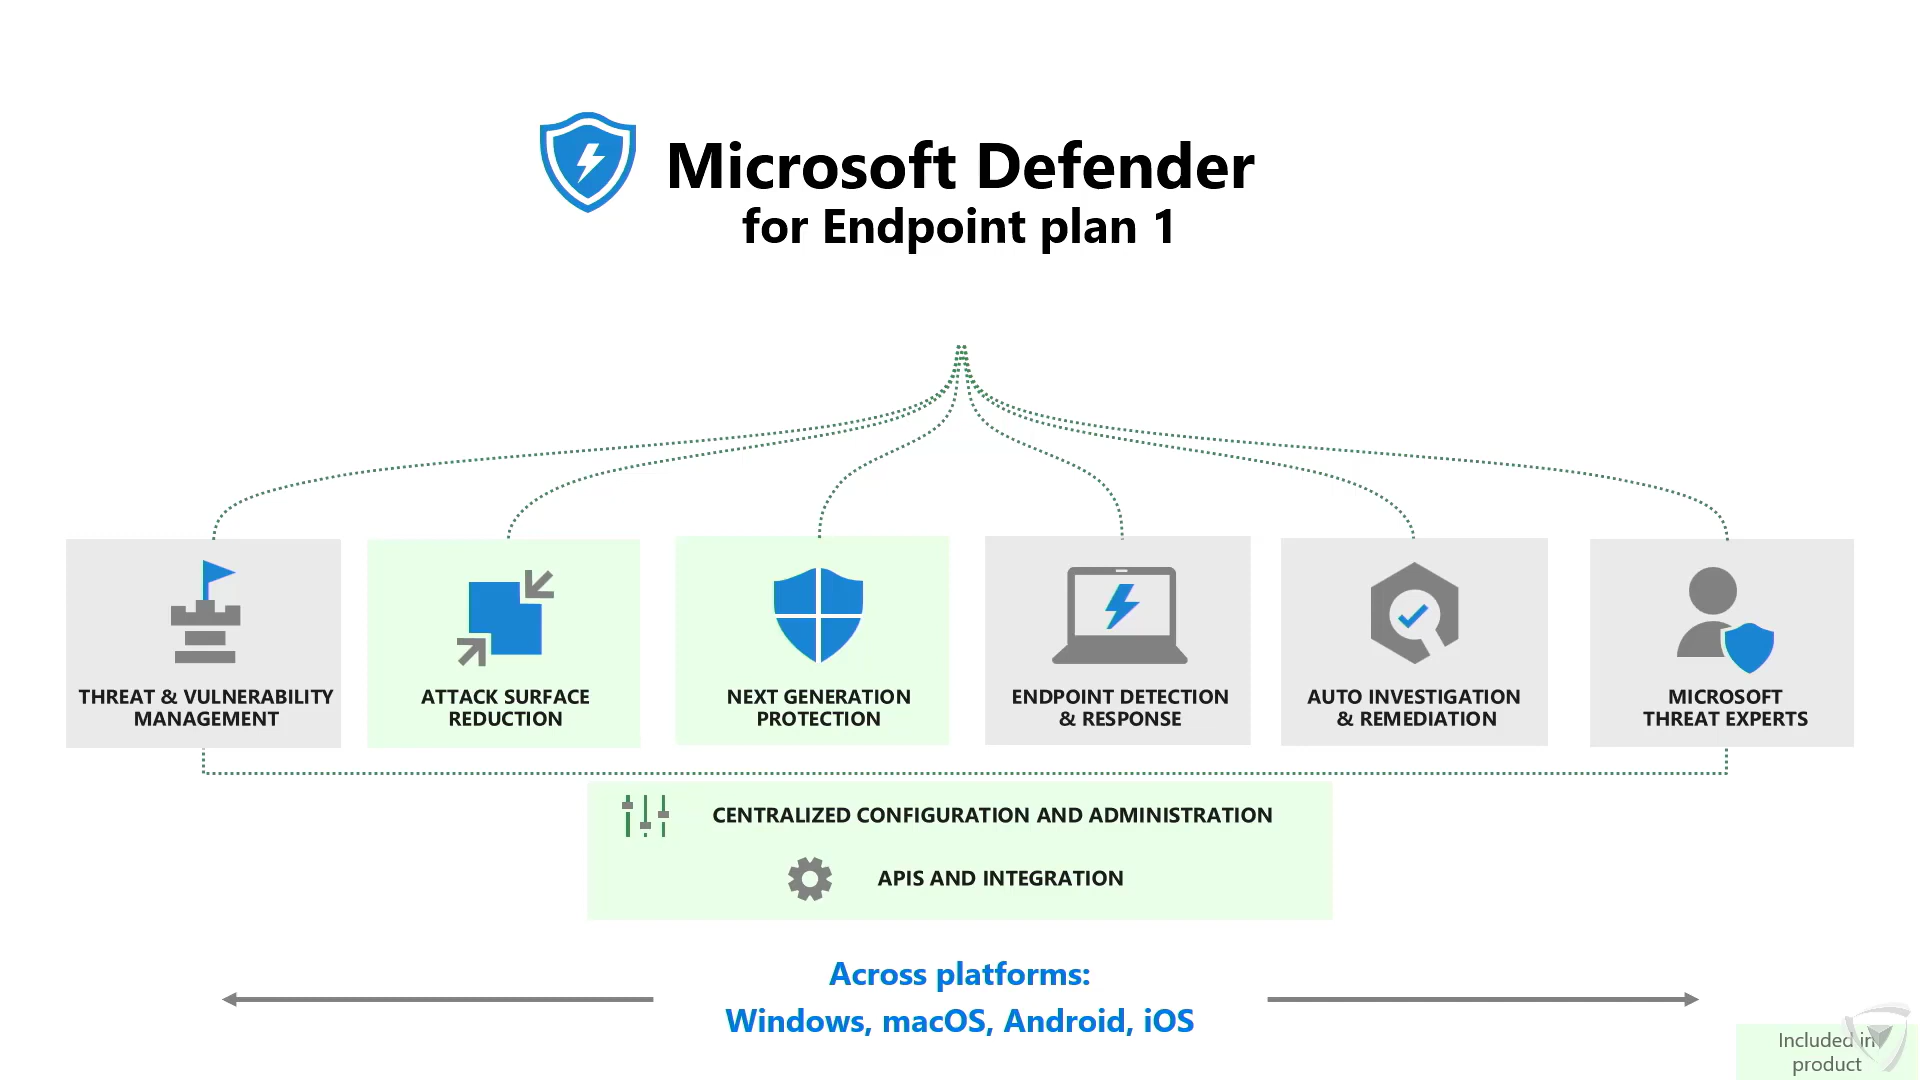 Microsoft Defender
for Endpoint plan 1
THREAT & VULNERABILITY
MANAGEMENT
ATTACK SURFACE
REDUCTION
NEXT GENERATION
PROTECTION
ENDPOINT DETECTION
& RESPONSE
AUTO INVESTIGATION
& REMEDIATION
MICROSOFT
THREAT EXPERTS
CENTRALIZED CONFIGURATION AND ADMINISTRATION
APIS AND INTEGRATION
Across platforms:
Windows, macOS, Android, iOS
Included in
product